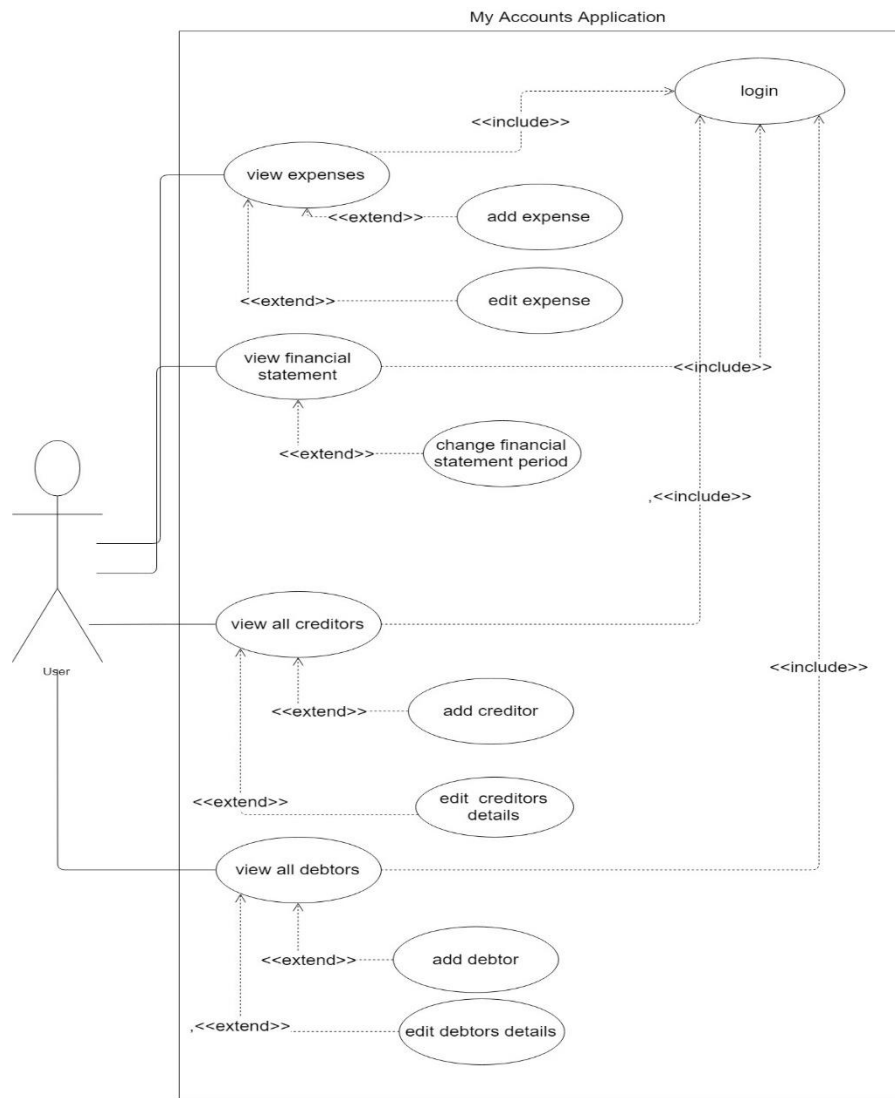 My Accounts Application
login
<<include>>
view expenses
<<extend>>
add expense
<<extend>>
edit expense
view financial
statement
<<include>>
<<extend>>
change financial
statement period
,<<include>>
view all creditors
User
<<include>>
<<extend>>
add creditor
<<extend>>
edit  creditors
details
view all debtors
<<extend>>
add debtor
,<<extend>>
edit debtors details